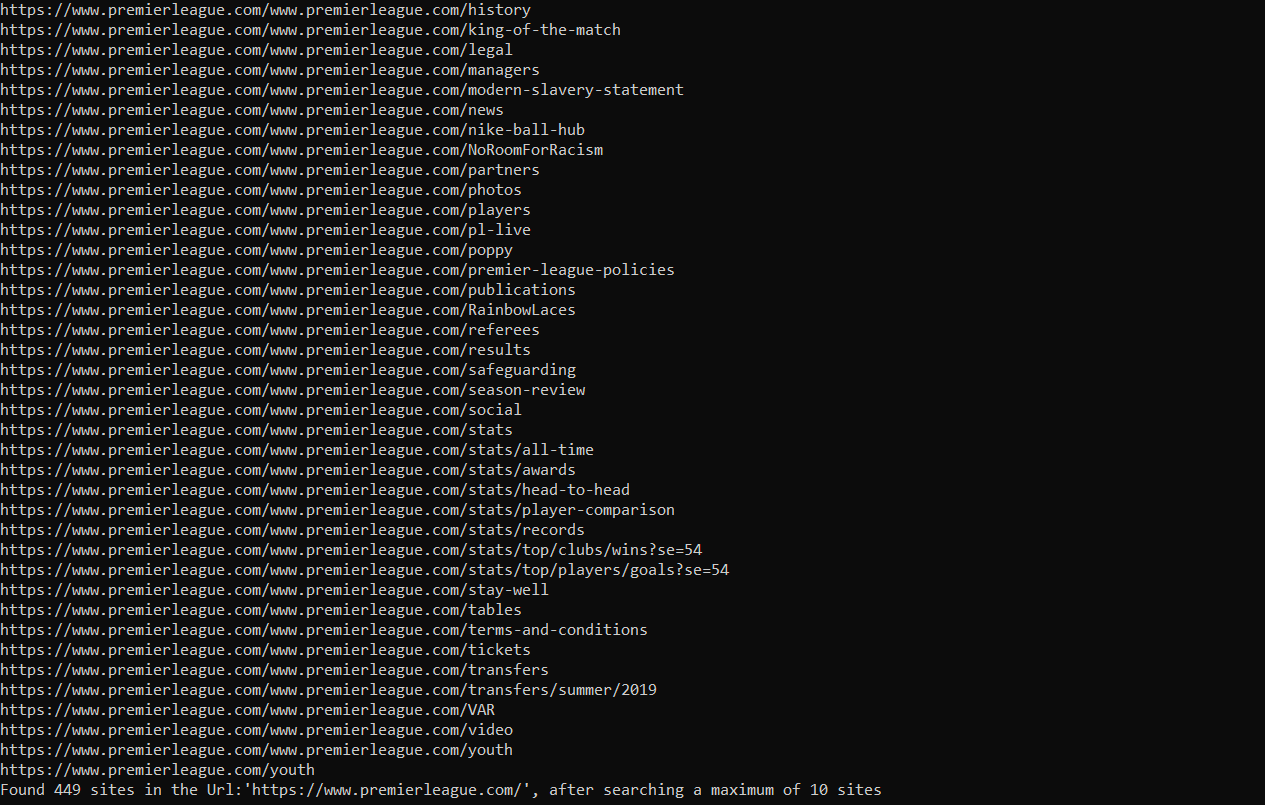 https://www.premierleague.com/www.premierleague.com/history
https://www.premierleague.com/www.premierleague.com/king-of-the-match
https://www.premierleague.com/www.premierleague.com/legal
https://www.premierleague.com/www.premierleague.com/managers
https://www.premierleague.com/www.premierleague.com/modern-slavery-statement
https://www.premierleague.com/www.premierleague.com/news
https://www.premierleague.com/www.premierleague.com/nike-ball-hub
https://www.premierleague.com/www.premierleague.com/NoRoomForRacism
https://www.premierleague.com/www.premierleague.com/partners
https://www.premierleague.com/www.premierleague.com/photos
https://www.premierleague.com/www.premierleague.com/players
https://www.premierleague.com/www.premierleague.com/pl-live
https://www.premierleague.com/www.premierleague.com/poppy
https://www.premierleague.com/www.premierleague.com/premier-league-policies
https://www.premierleague.com/www.premierleague.com/publications
https://www.premierleague.com/www.premierleague.com/RainbowLaces
https://www.premierleague.com/www.premierleague.com/referees
https://www.premierleague.com/www.premierleague.com/results
https://www.premierleague.com/www.premierleague.com/safeguarding
https://www.premierleague.com/www.premierleague.com/season-review
https://www.premierleague.com/www.premierleague.com/social
https://www.premierleague.com/www.premierleague.com/stats
https://www.premierleague.com/www.premierleague.com/stats/all-time
https://www.premierleague.com/www.premierleague.com/stats/awards
https://www.premierleague.com/www.premierleague.com/stats/head-to-head
https://www.premierleague.com/www.premierleague.com/stats/player-comparison
https://www.premierleague.com/www.premierleague.com/stats/records
https://www.premierleague.com/www.premierleague.com/stats/top/clubs/wins?se=54
https://www.premierleague.com/www.premierleague.com/stats/top/players/goals?se=54
https://www.premierleague.com/www.premierleague.com/stay-well
https://www.premierleague.com/www.premierleague.com/tables
https://www.premierleague.com/www.premierleague.com/terms-and-conditions
https://www.premierleague.com/www.premierleague.com/tickets
https://www.premierleague.com/www.premierleague.com/transfers
https://www.premierleague.com/www.premierleague.com/transfers/summer/2019
https://www.premierleague.com/www.premierleague.com/VAR
https://www.premierleague.com/www.premierleague.com/video
https://www.premierleague.com/www.premierleague.com/youth
https://www.premierleague.com/youth
Found 449 sites in the Url:'https://www.premierleague.com/', after searching a maximum of 10 sites